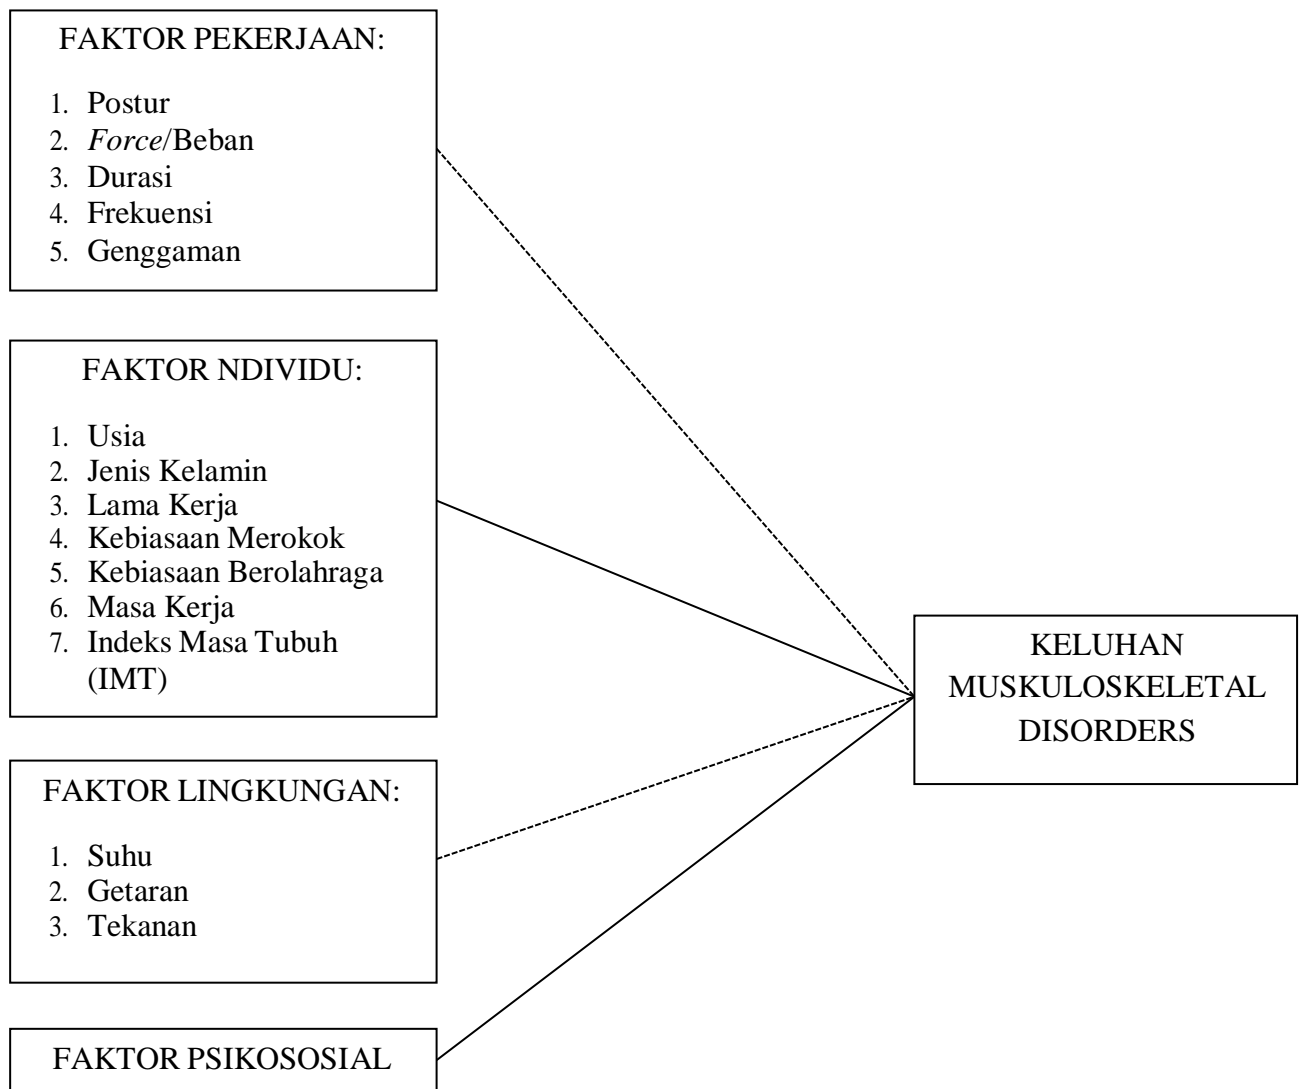 FAKTOR PEKERJAAN:
1. Postur
2. Force/Beban
3. Durasi
4. Frekuensi
5. Genggaman
FAKTOR NDIVIDU:
1. Usia
2. Jenis Kelamin
3. Lama Kerja
4. Kebiasaan Merokok
5. Kebiasaan Berolahraga
6. Masa Kerja
7. Indeks Masa Tubuh
(IMT)
FAKTOR LINGKUNGAN:
1. Suhu
2. Getaran
3. Tekanan
FAKTOR PSIKOSOSIAL
KELUHAN
MUSKULOSKELETAL
DISORDERS